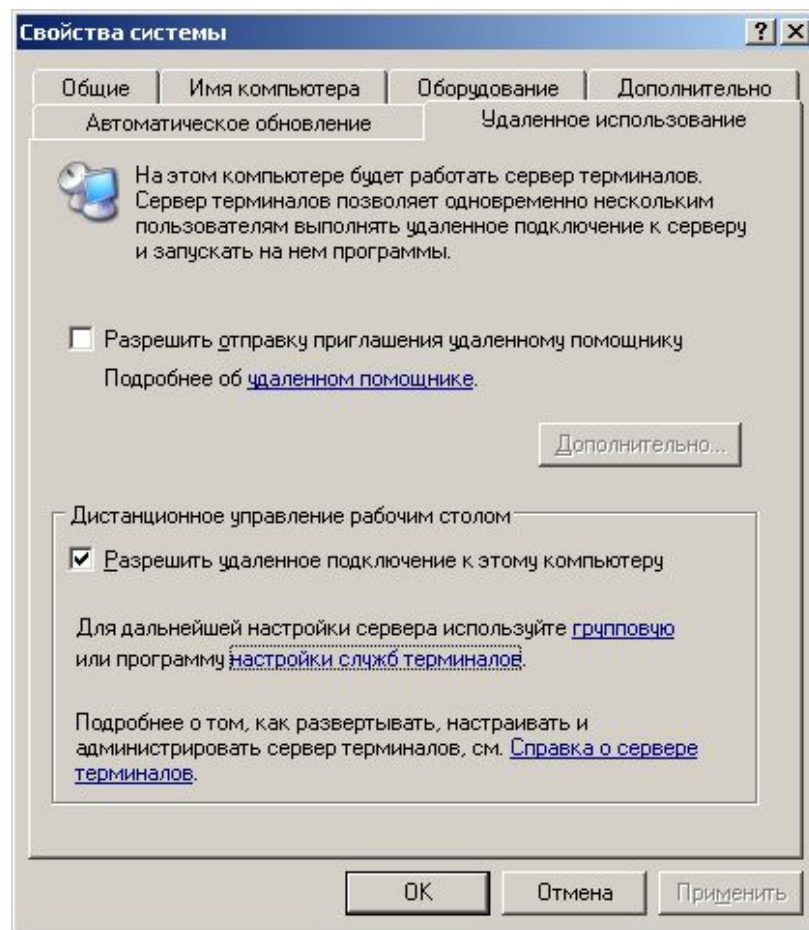 Свойства системы
Общие
Имя компьютера
Оборудование
Дополнительно
Автоматическое обновление
Удаленное использование
На этом компьютере будет работать сервер терминалов.
Сервер терминалов позволяет одновременно нескольким
пользователям выполнять удаленное подключение к серверу
и запускать на нем программы.
Разрешить отправку приглашения удаленному помощнику
Подробнее об удаленном помощнике.
Дополнительно...
Дистанционное управление рабочим столом
Разрешить удаленное подключение к этому компьютеру
Для дальнейшей настройки сервера используйте групповую
или программу настройки служб терминалов.
Подробнее о том, как развертывать, настраивать и
администрировать сервер терминалов, см. Справка о сервере
терминалов.
OK
Отмена
Применить